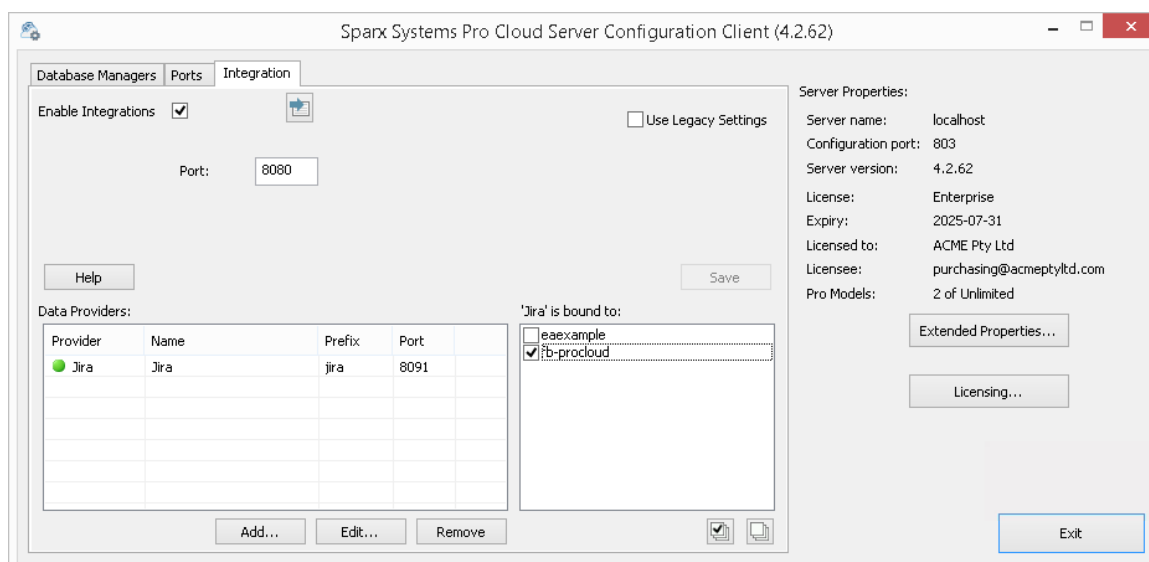 Sparx Systems Pro Cloud Server Configuration Client (4.2.62)
Database Managers Ports Integration
Enable Integrations
Use Legacy Settings
Port: 8080
Help
Save
Data Providers:
Provider Name Prefix Port
Jira Jira jira 8091
Add... Edit... Remove
'Jira' is bound to:
eaexample
fb-procloud
Server Properties:
Server name: localhost
Configuration port: 803
Server version: 4.2.62
License: Enterprise
Expiry: 2025-07-31
Licensed to: ACME Pty Ltd
Licensee: purchasing@acmeptyltd.com
Pro Models: 2 of Unlimited
Extended Properties...
Licensing...
Exit